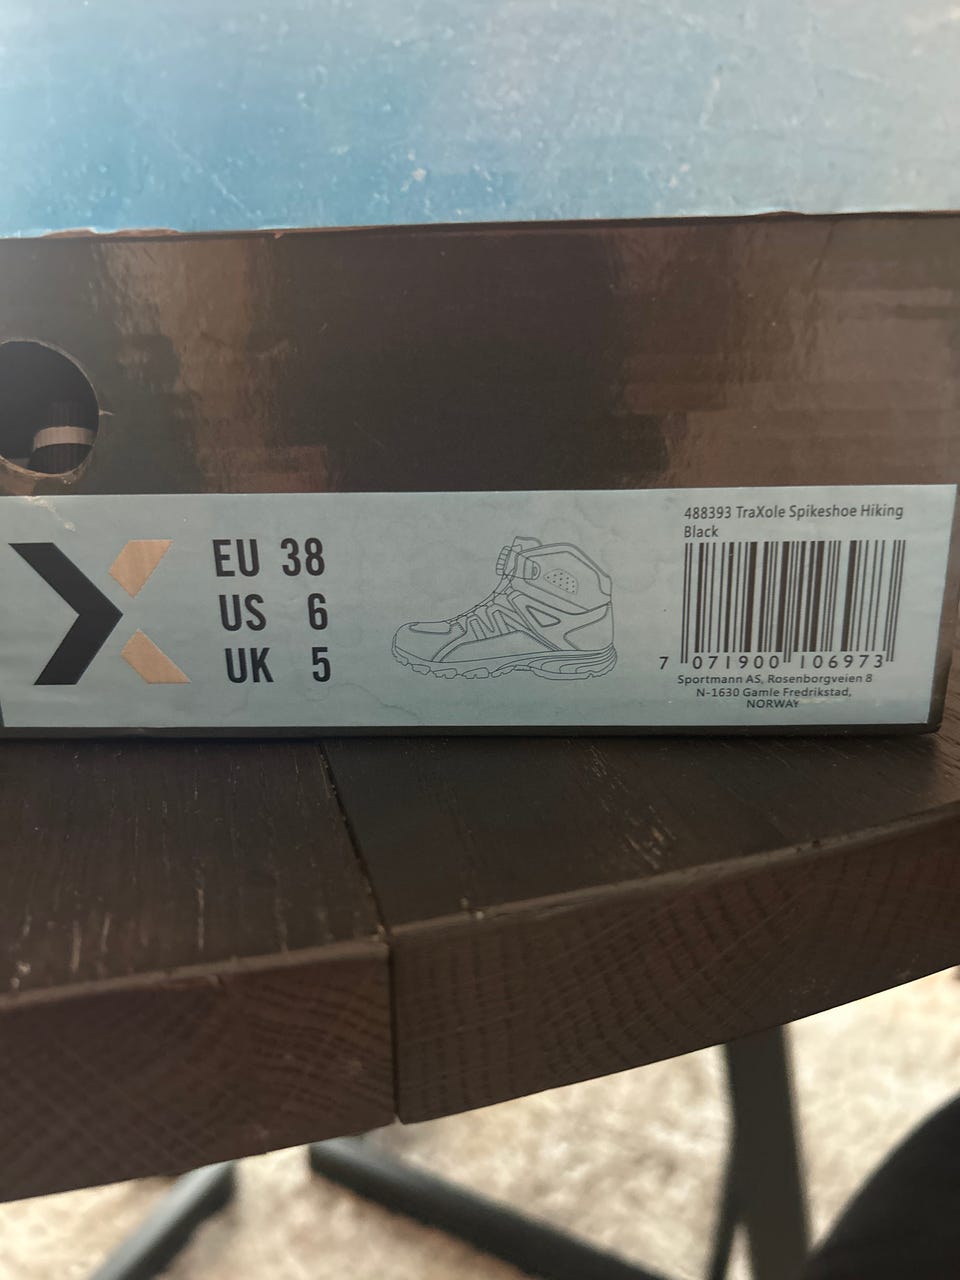 EU 38
US 6
UK 5
488393 TraXole Spikeshoe Hiking
Black
7 071900 106973
Sportmann AS, Rosenborgveien 8
N-1630 Gamle Fredrikstad,
NORWAY